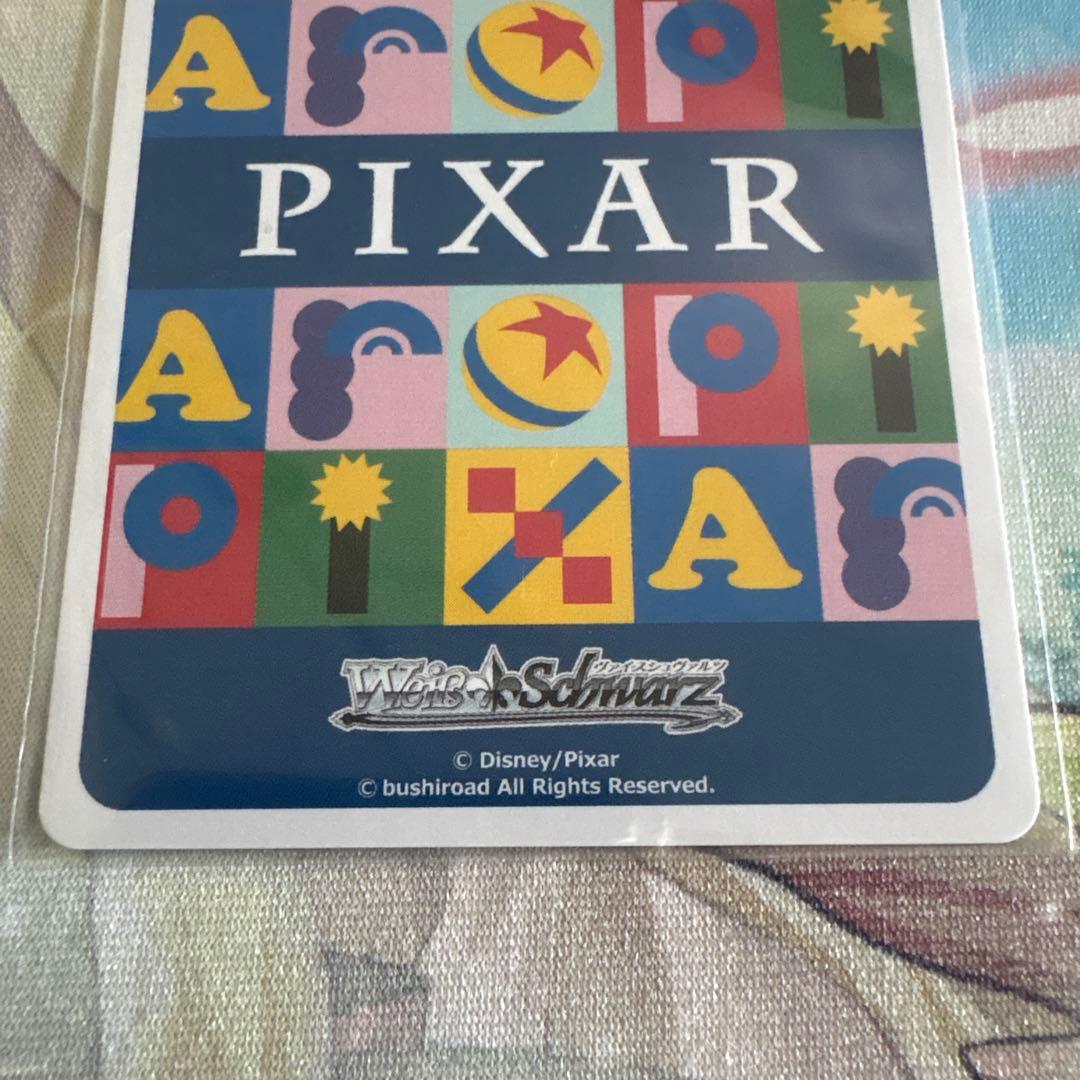 A r o P i
PIXAR
A r o P i
P i X A r
ヴァイスシュヴァルツ
Weiß Schwarz
© Disney/Pixar
© bushiroad All Rights Reserved.